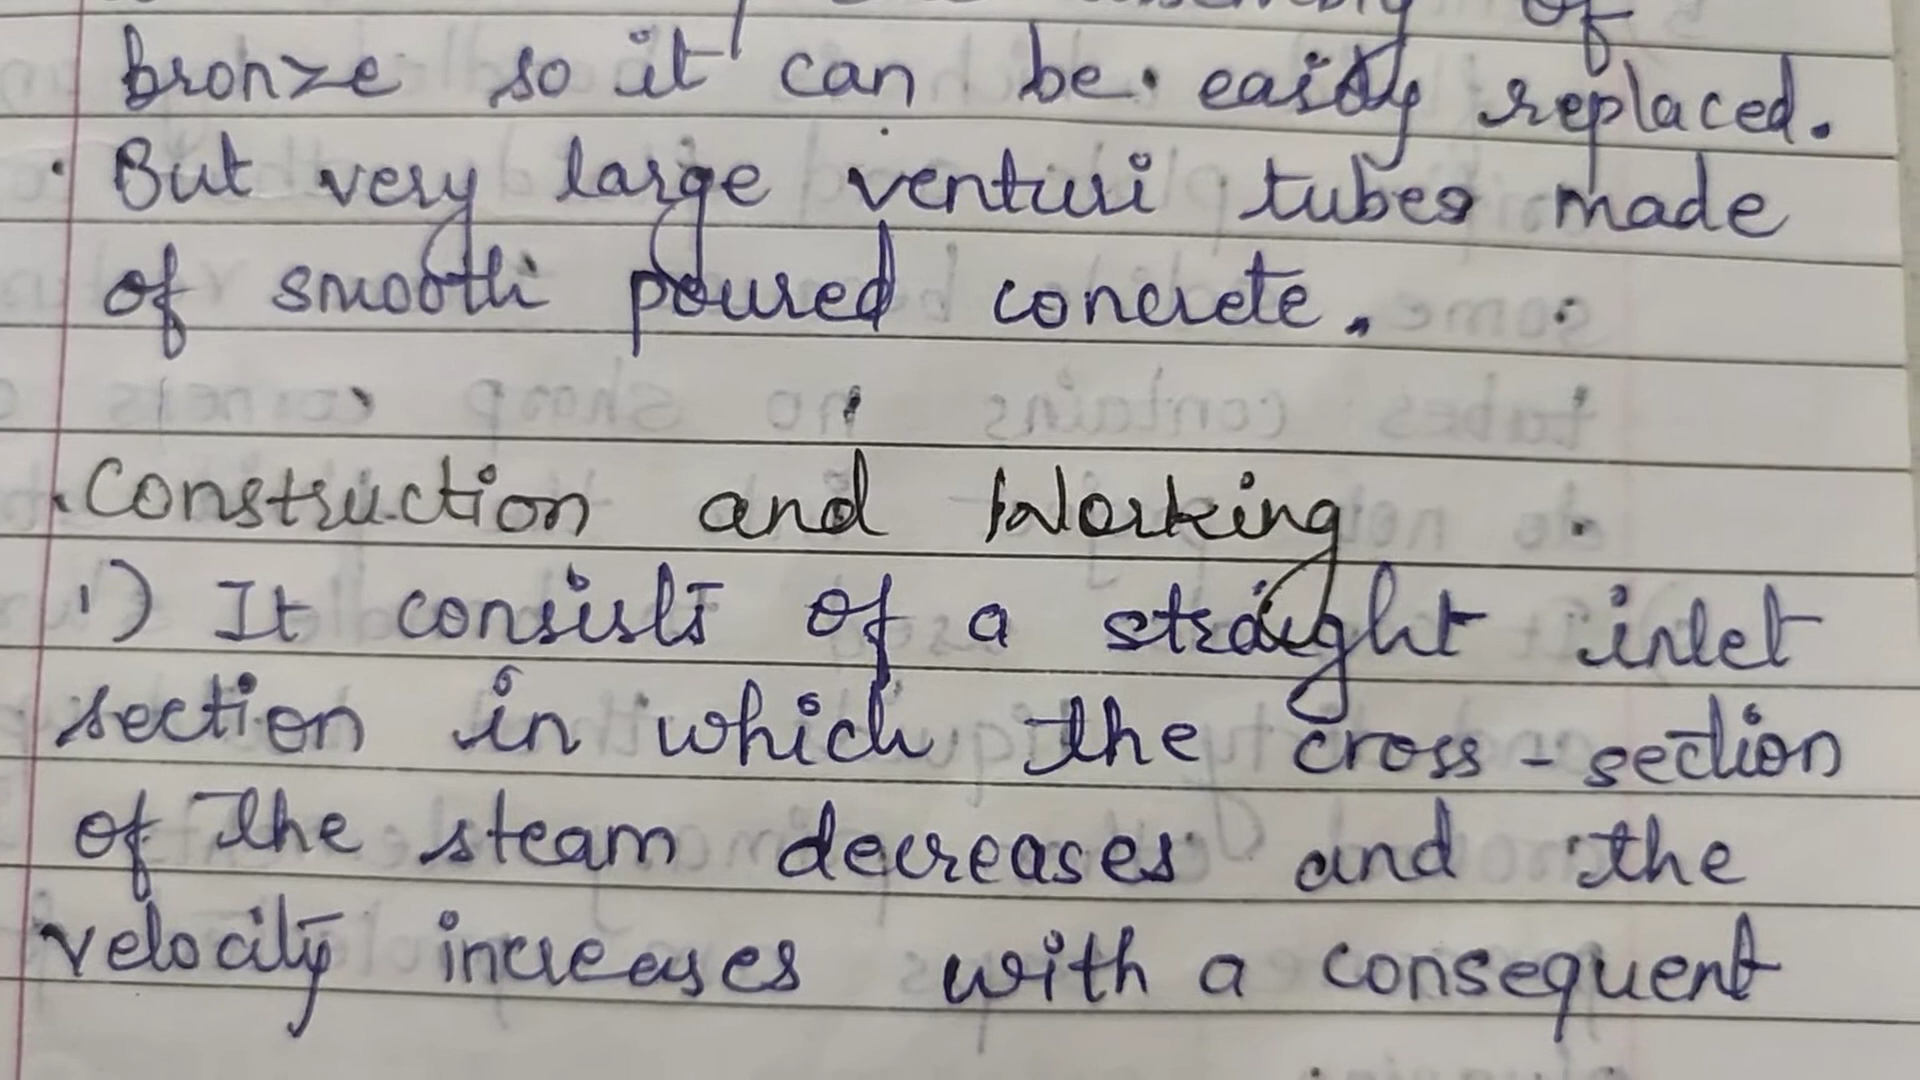 of
bronze so it can be easily replaced.
· But very large venturi tubes made
of smooth poured concrete.
· Construction and Working
1) It consists of a straight inlet
section in which the cross-section
of the steam decreases and the
velocity increases with a consequent